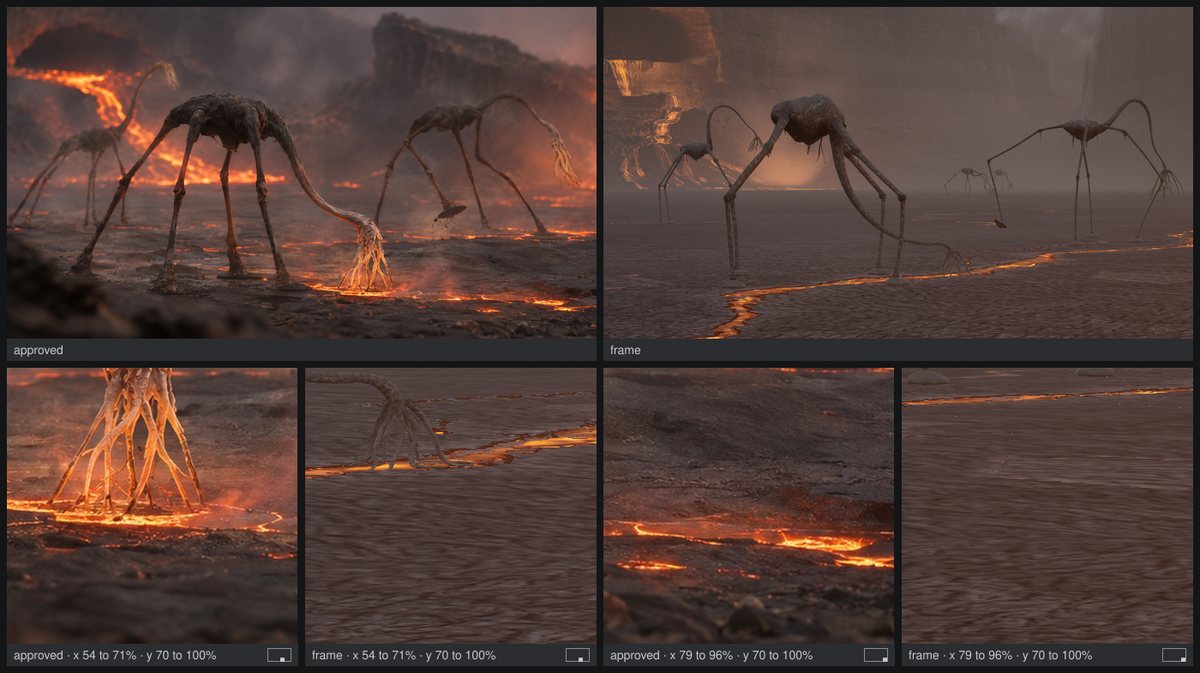 approved
frame
approved · x 54 to 71% · y 70 to 100%
frame · x 54 to 71% · y 70 to 100%
approved · x 79 to 96% · y 70 to 100%
frame · x 79 to 96% · y 70 to 100%